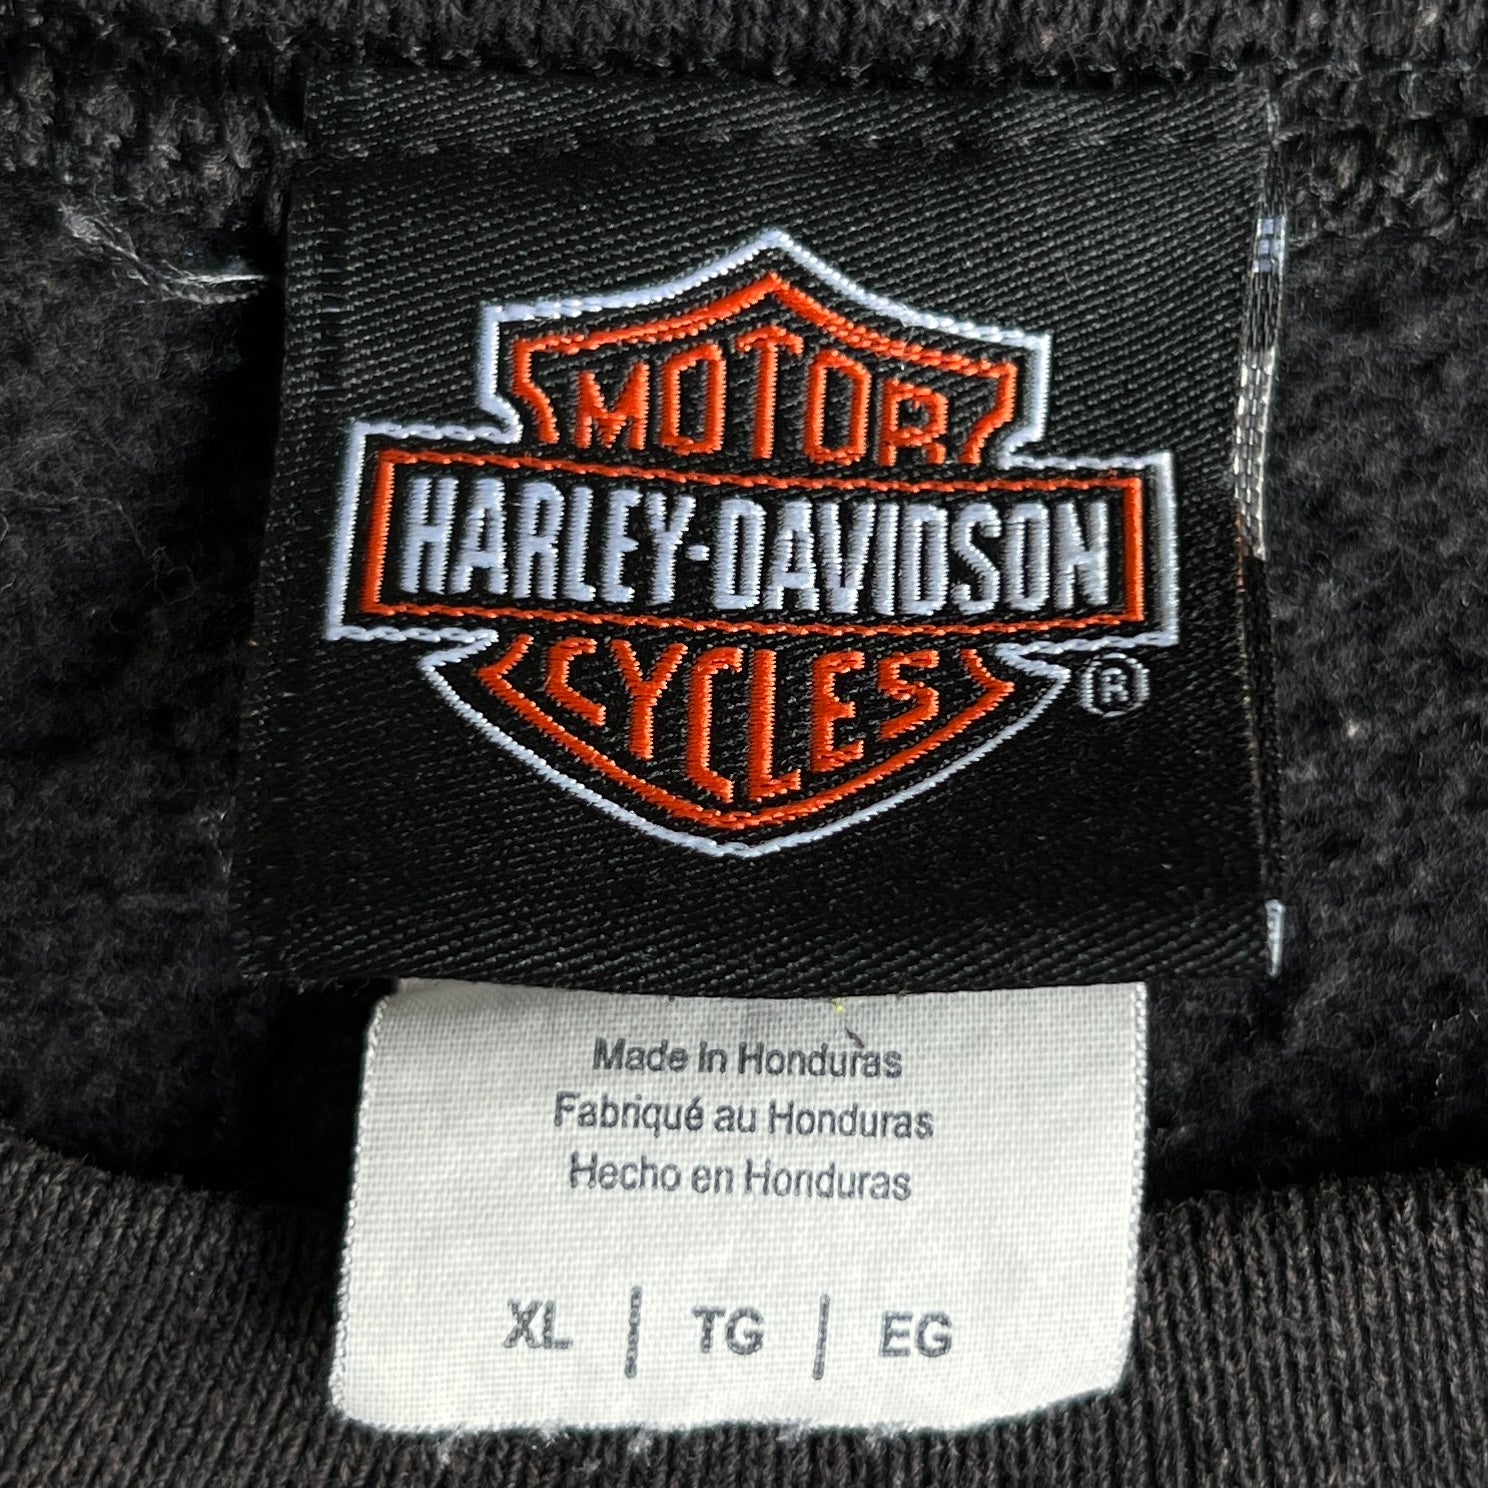 MOTOR
HARLEY-DAVIDSON
CYCLES ®
Made in Honduras
Fabriqué au Honduras
Hecho en Honduras
XL | TG | EG